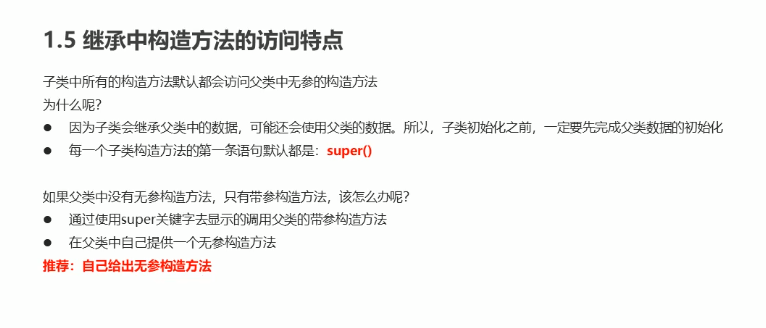 1.5 继承中构造方法的访问特点
子类中所有的构造方法默认都会访问父类中无参的构造方法
为什么呢?
● 因为子类会继承父类中的数据，可能还会使用父类的数据。所以，子类初始化之前，一定要先完成父类数据的初始化
● 每一个子类构造方法的第一条语句默认都是：super()
如果父类中没有无参构造方法，只有带参构造方法，该怎么办呢?
● 通过使用super关键字去显示的调用父类的带参构造方法
● 在父类中自己提供一个无参构造方法
推荐：自己给出无参构造方法